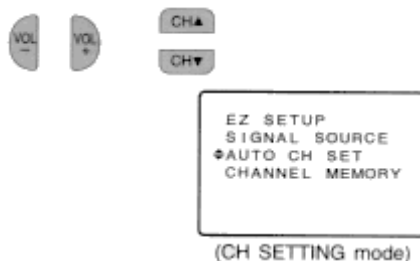 VOL
−
VOL
+
CH▲
CH▼
EZ SETUP
SIGNAL SOURCE
◆AUTO CH SET
CHANNEL MEMORY
(CH SETTING mode)